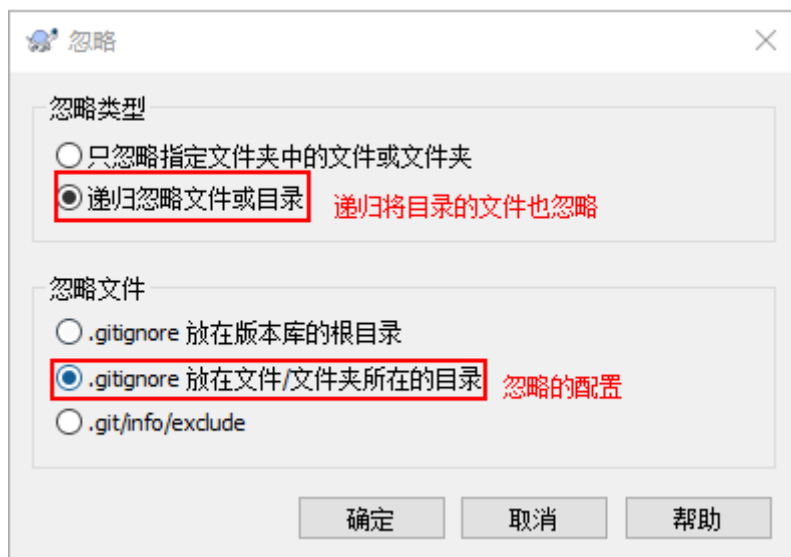 忽略
忽略类型
只忽略指定文件夹中的文件或文件夹
递归忽略文件或目录 递归将目录的文件也忽略
忽略文件
.gitignore 放在版本库的根目录
.gitignore 放在文件/文件夹所在的目录 忽略的配置
.git/info/exclude
确定 取消 帮助